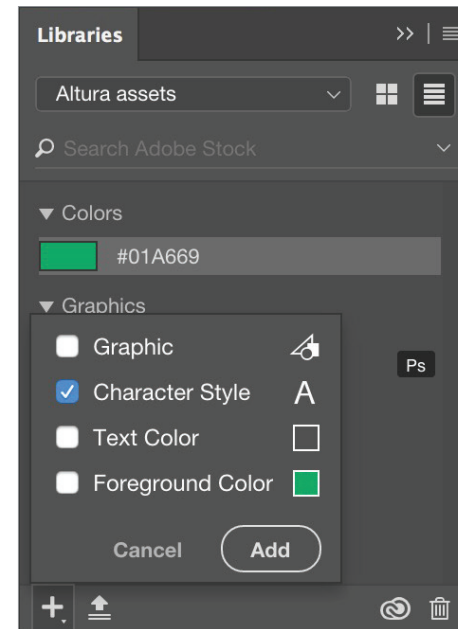 Libraries
Altura assets
Search Adobe Stock
Colors
#01A669
Graphics
Graphic
Ps
Character Style A
Text Color
Foreground Color
Cancel Add